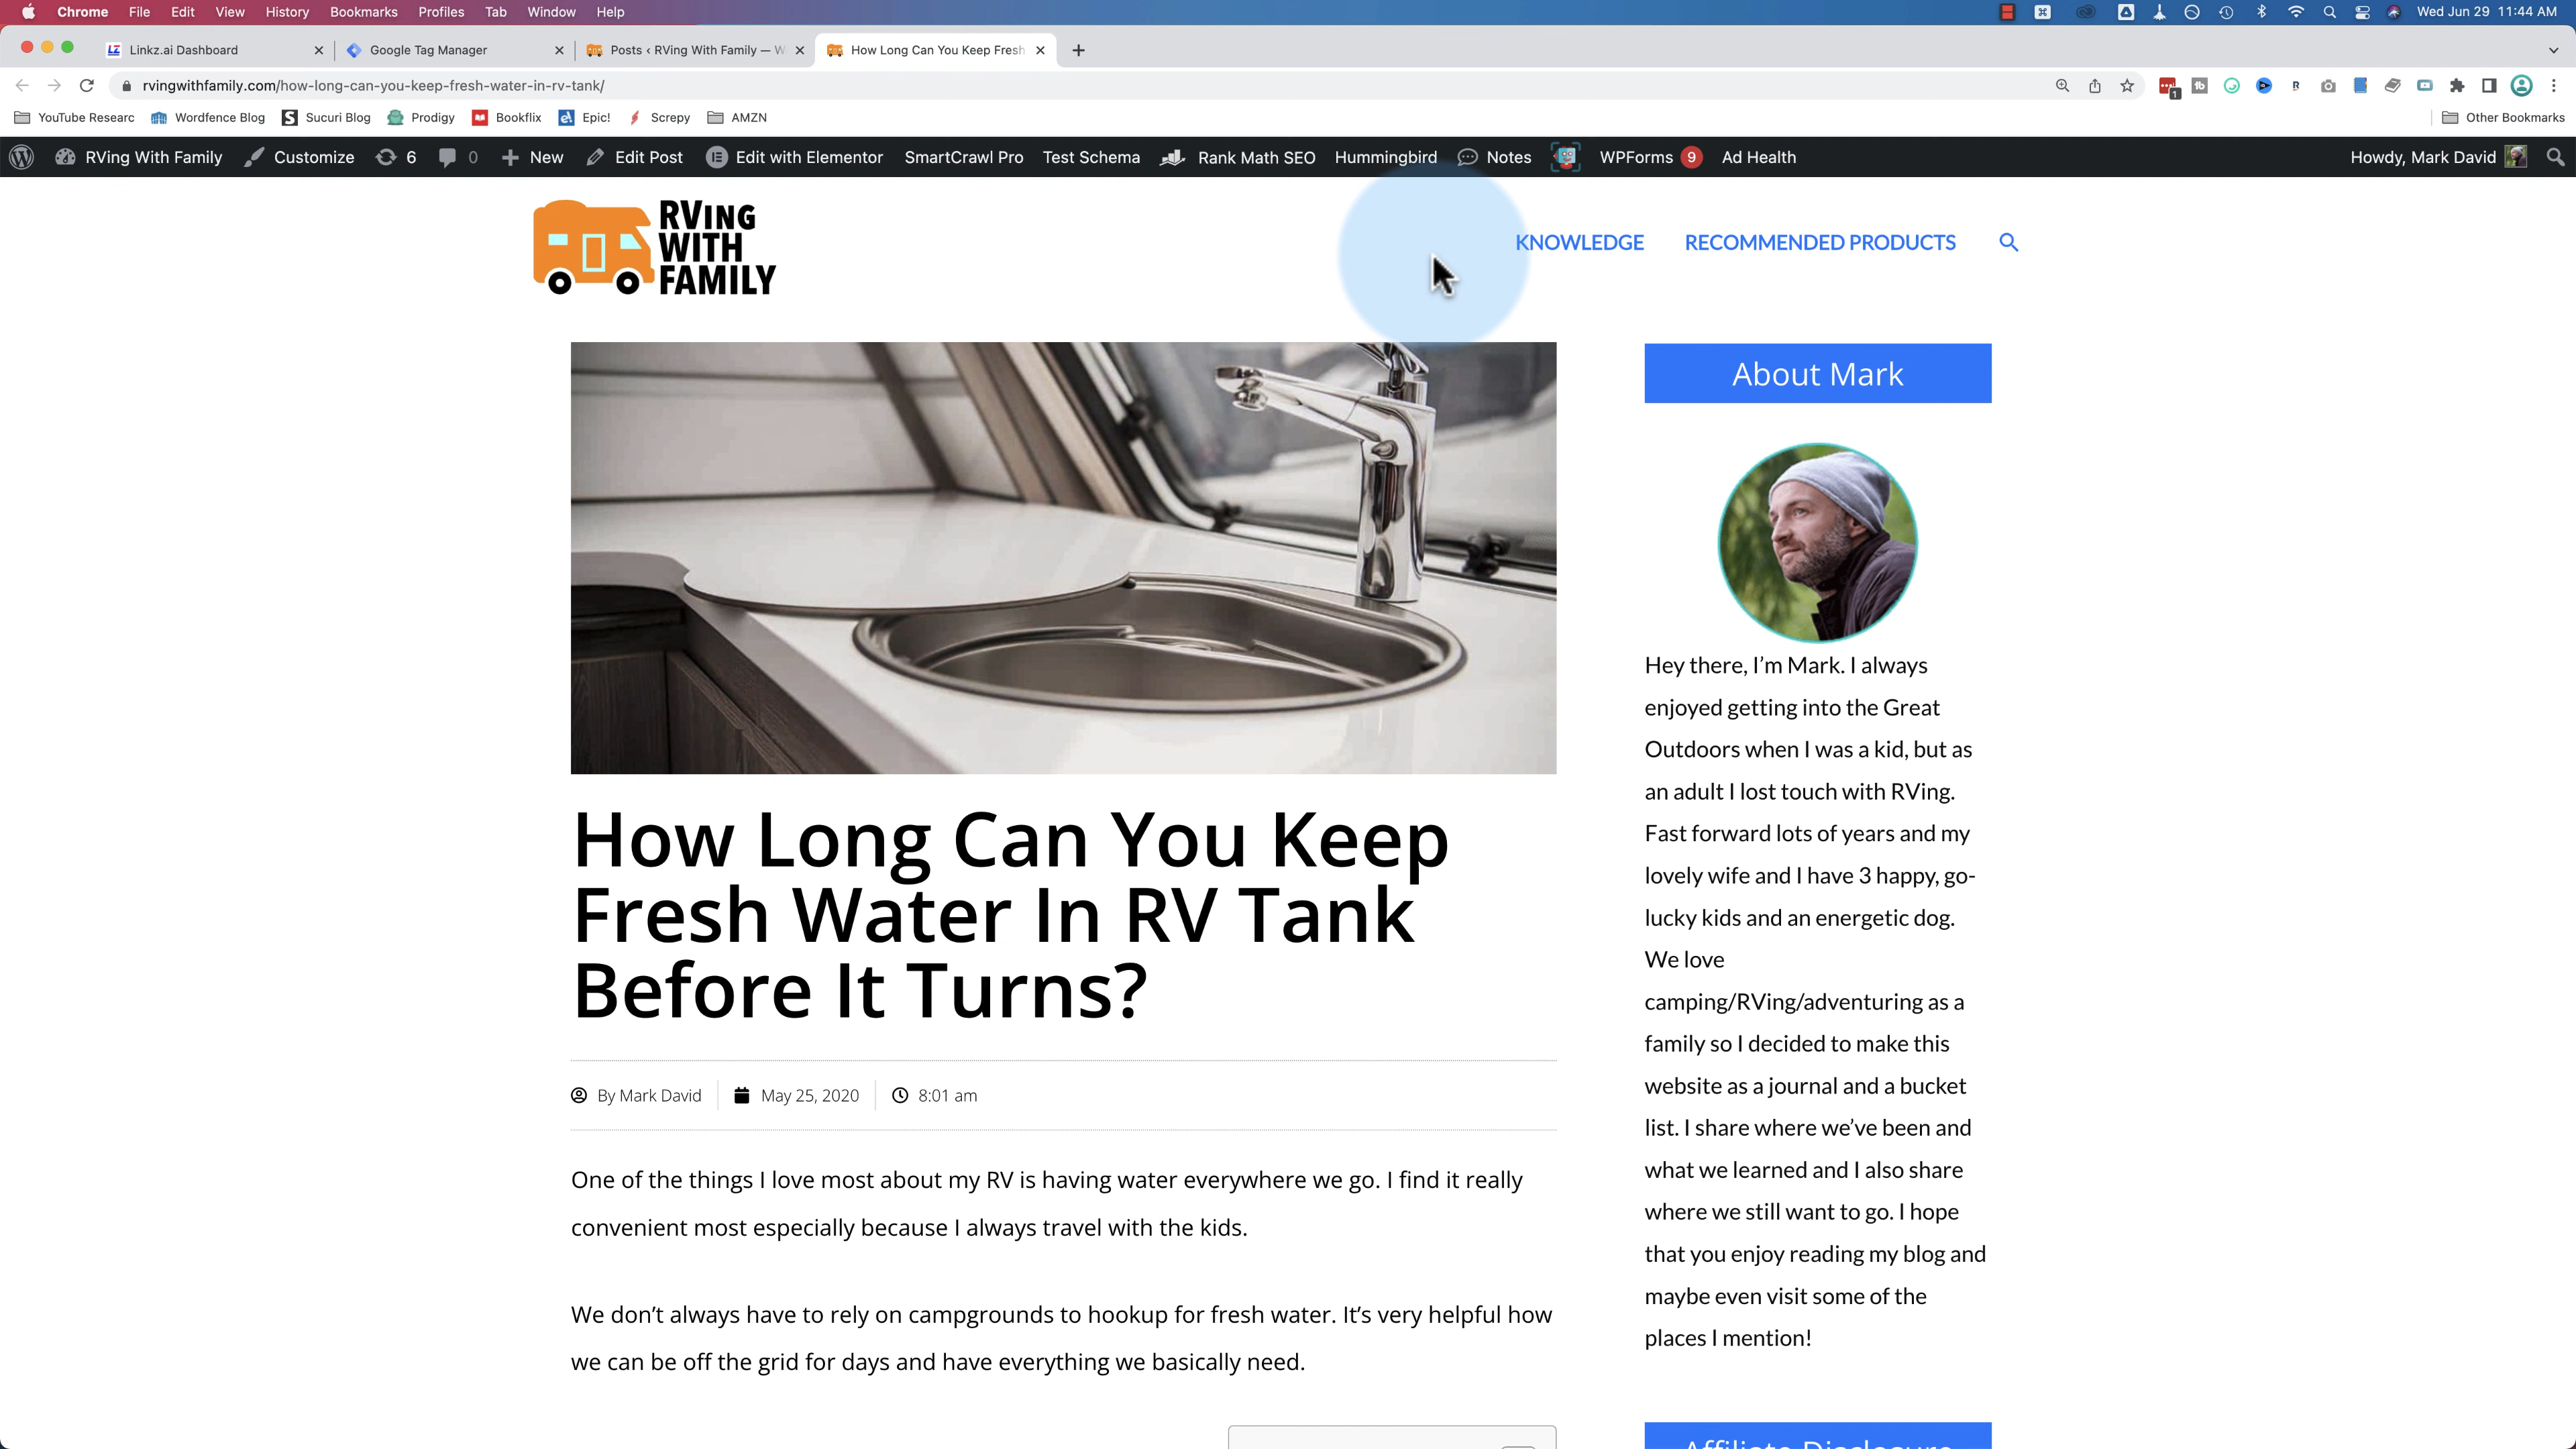 Chrome File Edit View History Bookmarks Profiles Tab Window Help Wed Jun 29 11:44 AM
Linkz.ai Dashboard Google Tag Manager Posts ‹ RVing With Family — W How Long Can You Keep Fresh
rvingwithfamily.com/how-long-can-you-keep-fresh-water-in-rv-tank/
YouTube Researc Wordfence Blog Sucuri Blog Prodigy Bookflix Epic! Screpy AMZN Other Bookmarks
RVing With Family Customize 6 0 New Edit Post Edit with Elementor SmartCrawl Pro Test Schema Rank Math SEO Hummingbird Notes WPForms 9 Ad Health Howdy, Mark David
RVING
WITH
FAMILY
KNOWLEDGE RECOMMENDED PRODUCTS
How Long Can You Keep
Fresh Water In RV Tank
Before It Turns?
By Mark David May 25, 2020 8:01 am
One of the things I love most about my RV is having water everywhere we go. I find it really
convenient most especially because I always travel with the kids.
We don't always have to rely on campgrounds to hookup for fresh water. It's very helpful how
we can be off the grid for days and have everything we basically need.
About Mark
Hey there, I'm Mark. I always
enjoyed getting into the Great
Outdoors when I was a kid, but as
an adult I lost touch with RVing.
Fast forward lots of years and my
lovely wife and I have 3 happy, go-
lucky kids and an energetic dog.
We love
camping/RVing/adventuring as a
family so I decided to make this
website as a journal and a bucket
list. I share where we've been and
what we learned and I also share
where we still want to go. I hope
that you enjoy reading my blog and
maybe even visit some of the
places I mention!
Affiliate Disclosure